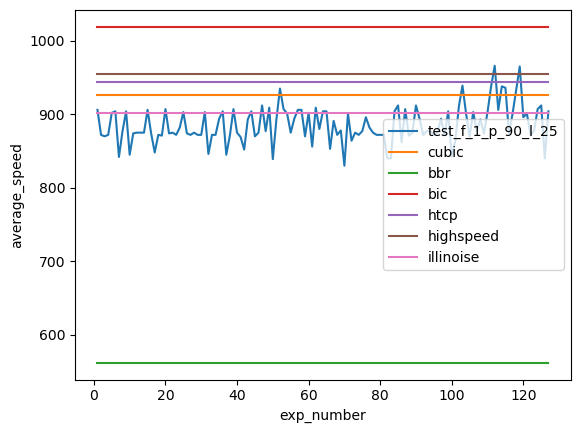 1000
900
800
700
600
average_speed
0
20
40
60
80
100
120
exp_number
test_f_1_p_90_l_25
cubic
bbr
bic
htcp
highspeed
illinoise